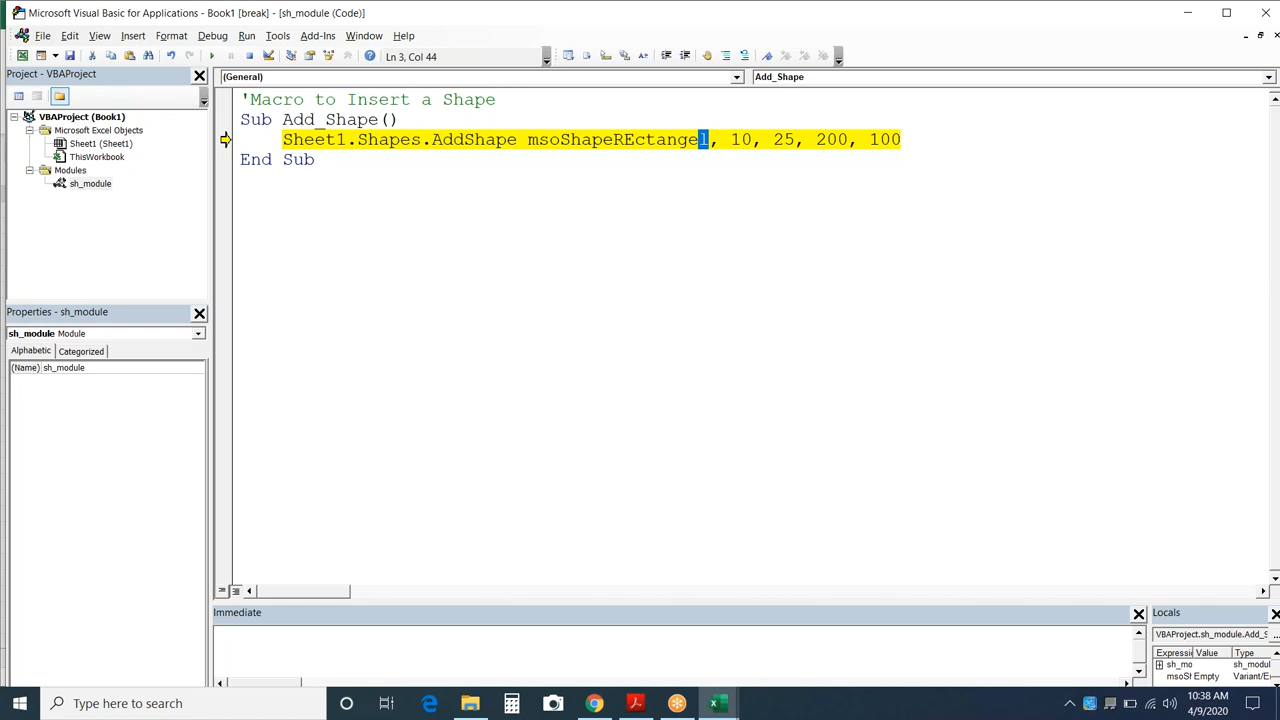 Microsoft Visual Basic for Applications - Book1 [break] - [sh_module (Code)]
File Edit View Insert Format Debug Run Tools Add-Ins Window Help
Ln 3, Col 44
Project - VBAProject
(General) Add_Shape
VBAProject (Book1)
Microsoft Excel Objects
Sheet1 (Sheet1)
ThisWorkbook
Modules
sh_module
'Macro to Insert a Shape
Sub Add_Shape()
Sheet1.Shapes.AddShape msoShapeREctangel, 10, 25, 200, 100
End Sub
Properties - sh_module
sh_module Module
Alphabetic Categorized
(Name) sh_module
Immediate
Locals
VBAProject.sh_module.Add_S ...
Expressi Value Type
sh_mo sh_modul
msoSh Empty Variant/E
Type here to search
10:38 AM
4/9/2020